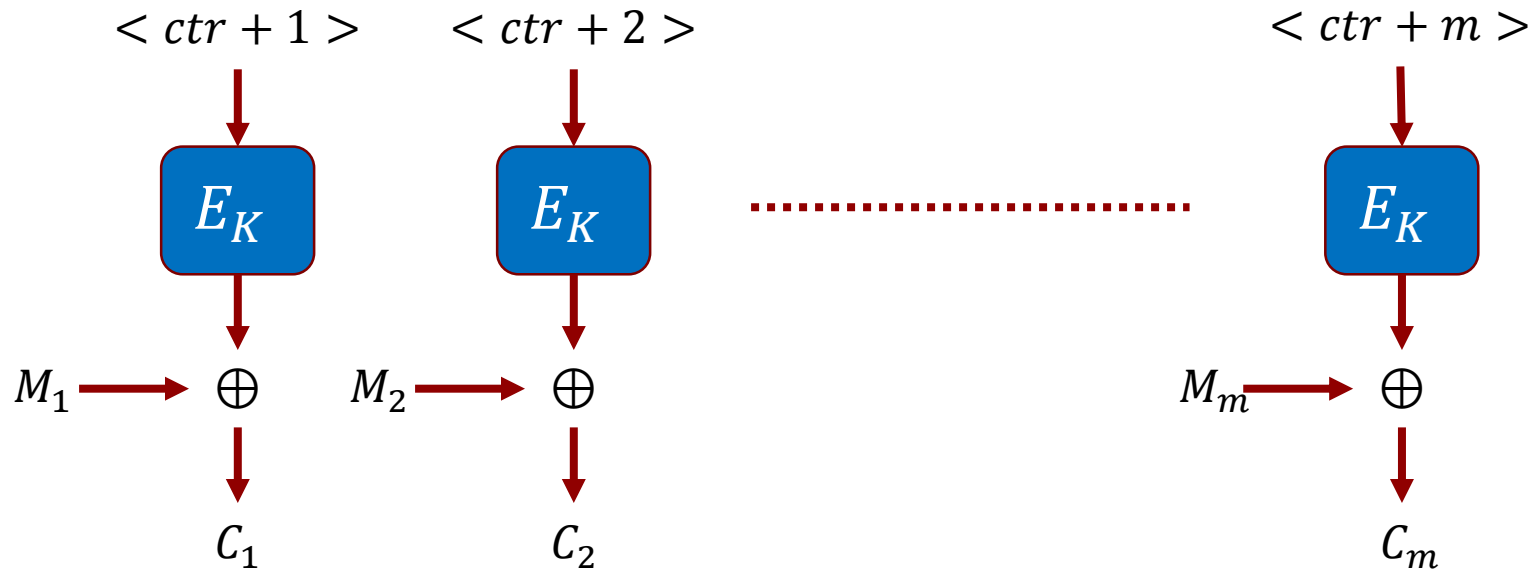 < ctr + 1 > < ctr + 2 > < ctr + m >
E_K E_K E_K
M_1 ⊕ M_2 ⊕ M_m ⊕
C_1 C_2 C_m